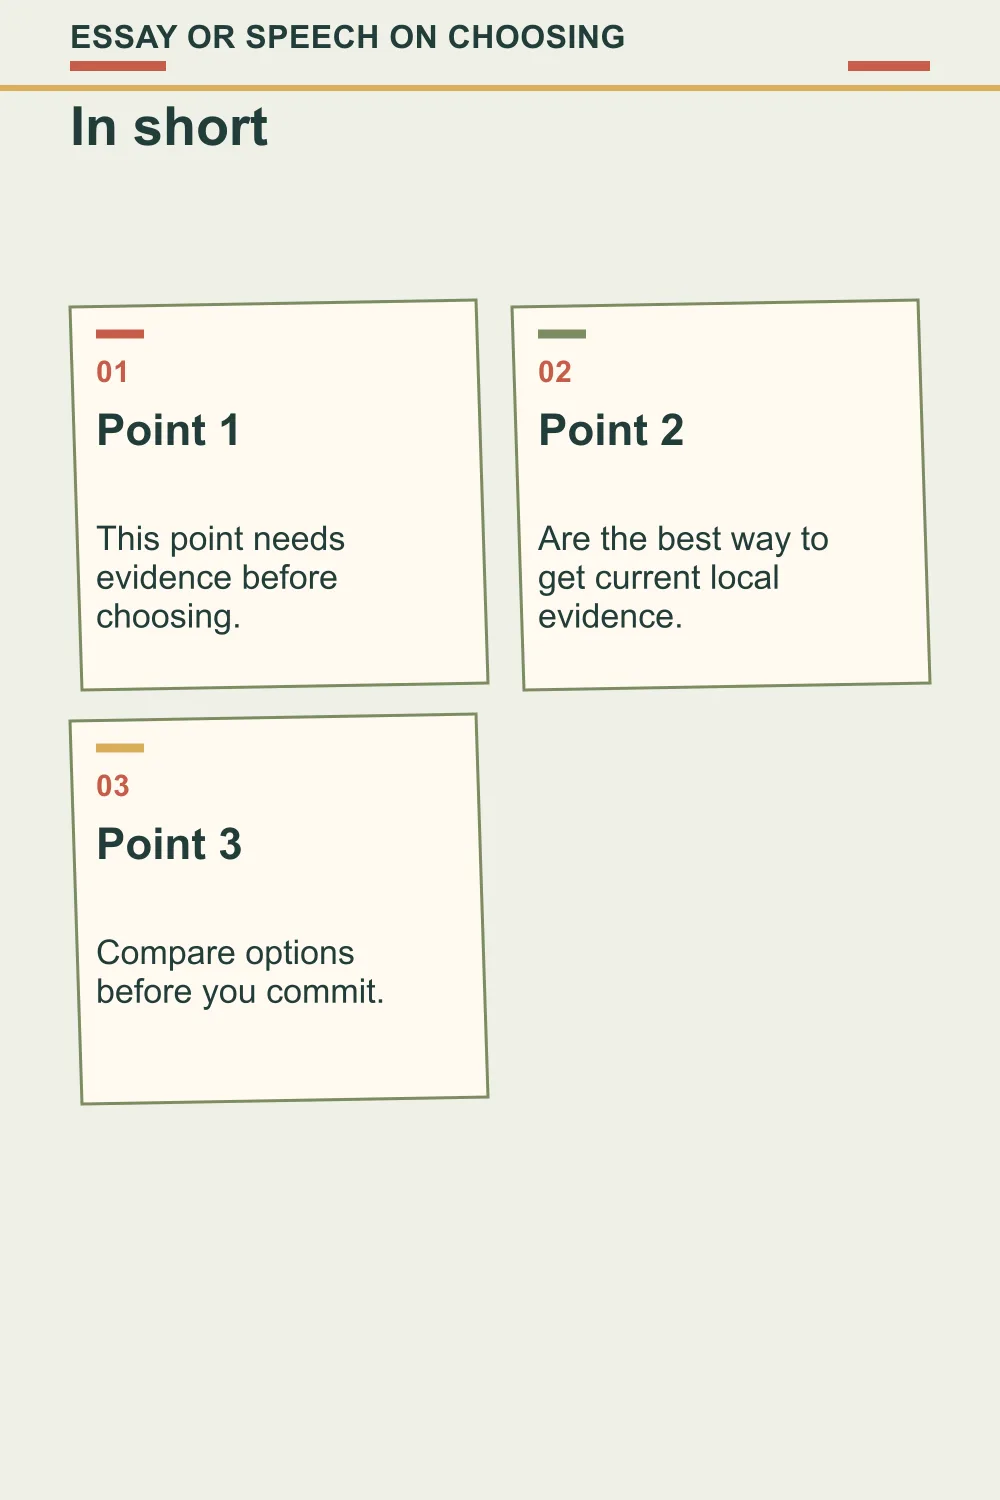 ESSAY OR SPEECH ON CHOOSING
In short
01
Point 1
This point needs
evidence before
choosing.
02
Point 2
Are the best way to
get current local
evidence.
03
Point 3
Compare options
before you commit.